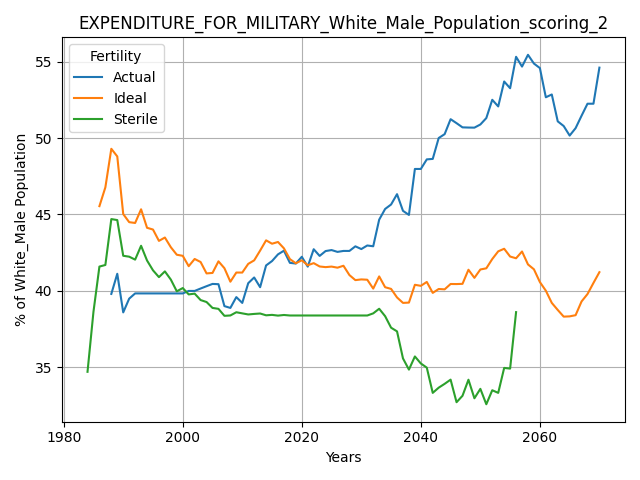 EXPENDITURE_FOR_MILITARY_White_Male_Population_scoring_2
Fertility
Actual
Ideal
Sterile
% of White_Male Population
55
50
45
40
35
1980
2000
2020
2040
2060
Years